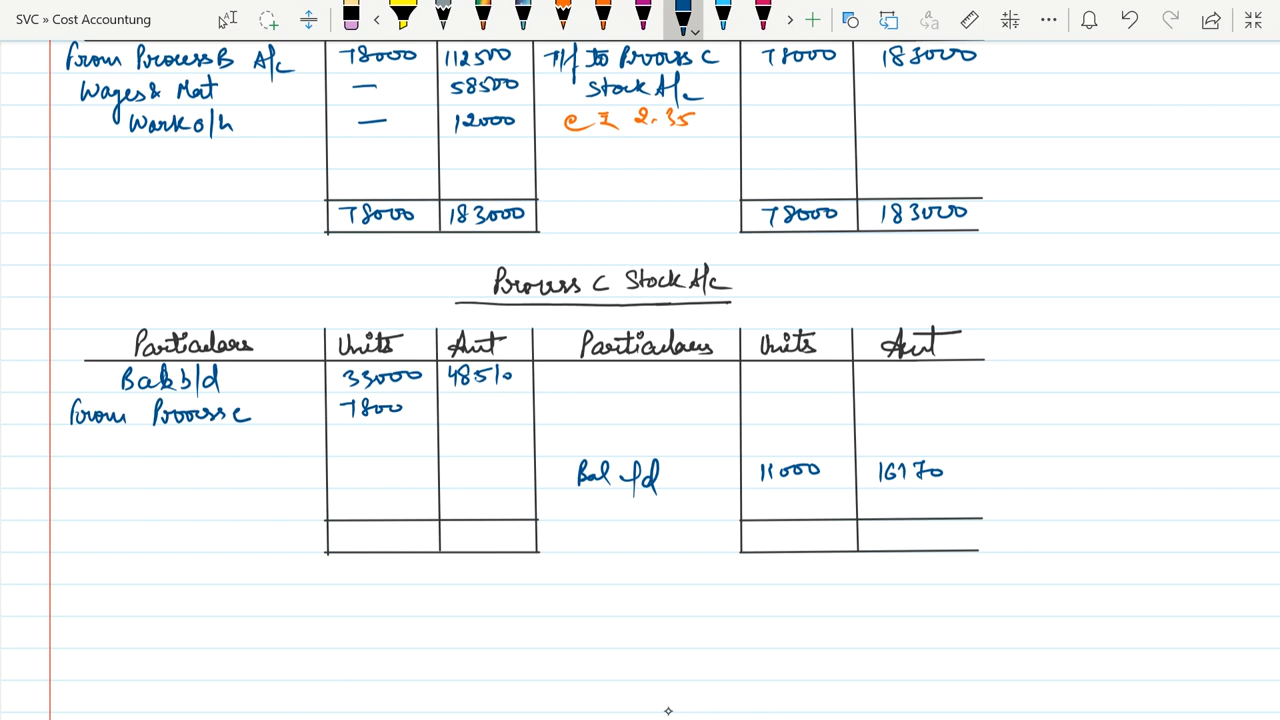 SVC » Cost Accountung
From Process B A/c 78000 112500 T/f to Process C 78000 183000
Wages & Mat — 58500 Stock A/c
Work o/h — 12000 @ ₹ 2.35
78000 183000 78000 183000
Process C Stock A/c
Particulars Units Amt Particulars Units Amt
Bal b/d 33000 48510
From Process C 7800
Bal c/d 11000 16170